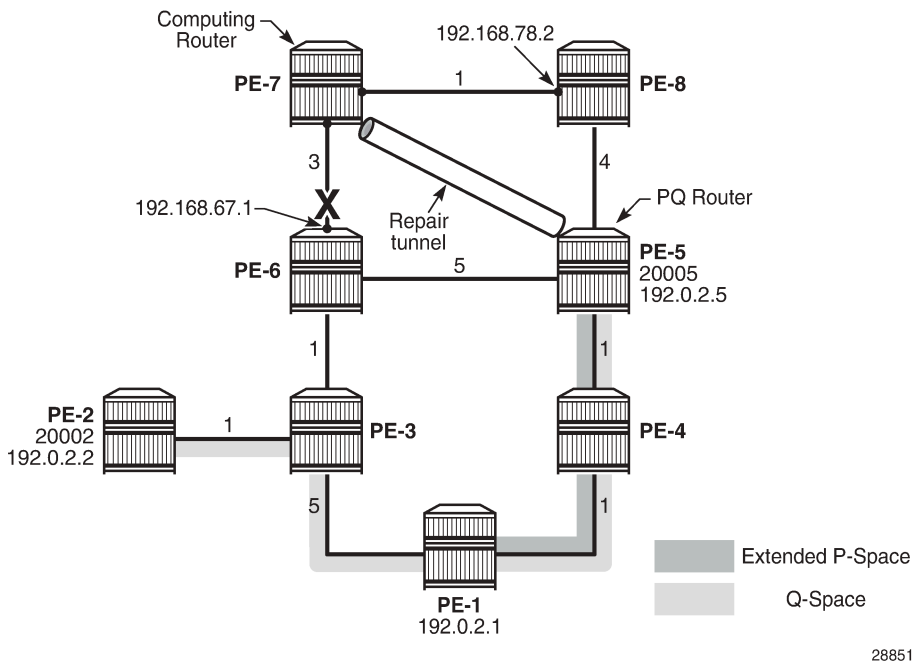 Computing
Router
192.168.78.2
PE-7
1
PE-8
3
4
192.168.67.1
X
Repair
tunnel
PQ Router
PE-6
5
PE-5
20005
192.0.2.5
1
1
PE-2
20002
192.0.2.2
1
PE-3
PE-4
5
1
PE-1
192.0.2.1
Extended P-Space
Q-Space
28851